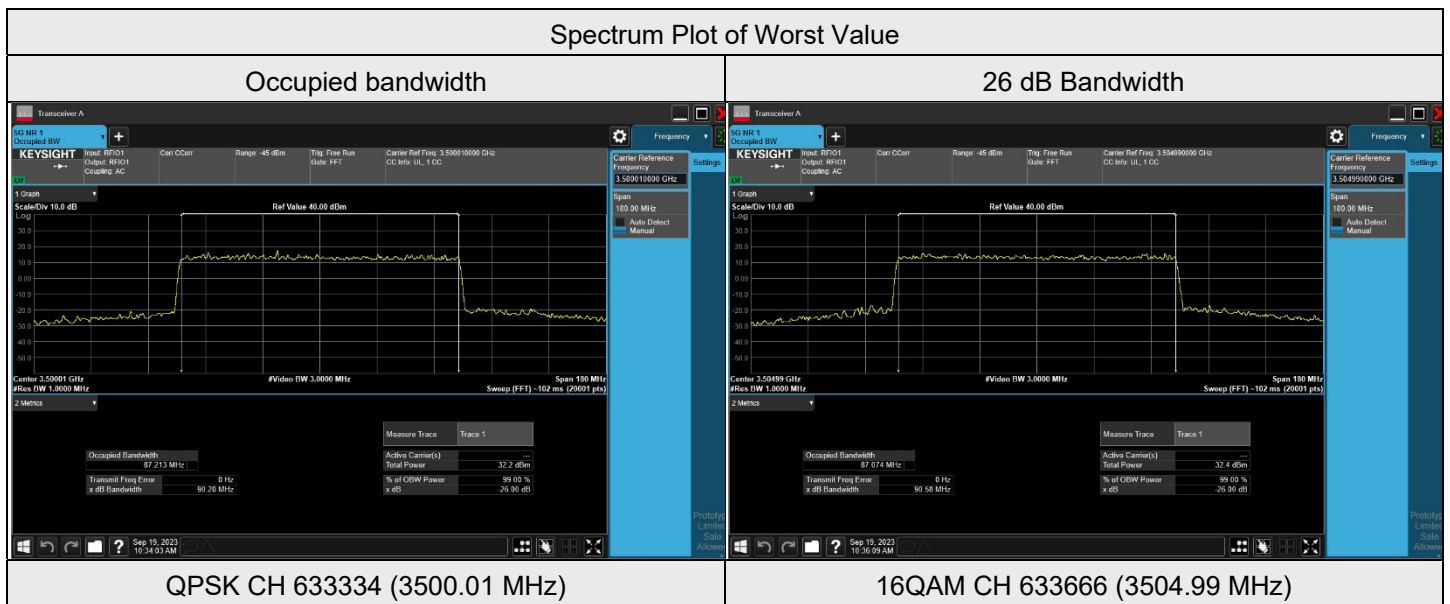 Spectrum Plot of Worst Value
Occupied bandwidth
26 dB Bandwidth
Transceiver A
5G NR 1
Occupied BW
+
Frequency
KEYSIGHT
Input: RFIO1
Output: RFIO1
Coupling: AC
Corr CCorr
Range: -45 dBm
Trig: Free Run
Gate: FFT
Carrier Ref Freq: 3.500010000 GHz
CC Info: UL, 1 CC
Carrier Reference
Frequency
3.500010000 GHz
Settings
Span
180.00 MHz
Auto Detect
Manual
1 Graph
Scale/Div 10.0 dB
Ref Value 40.00 dBm
Log
30.0
20.0
10.0
0.00
-10.0
-20.0
-30.0
-40.0
-50.0
Center 3.50001 GHz
#Video BW 3.0000 MHz
Span 180 MHz
#Res BW 1.0000 MHz
Sweep (FFT) ~102 ms (20001 pts)
2 Metrics
Measure Trace Trace 1
Occupied Bandwidth
87.213 MHz
Active Carrier(s) ---
Total Power 32.2 dBm
Transmit Freq Error 0 Hz
x dB Bandwidth 90.20 MHz
% of OBW Power 99.00 %
x dB -26.00 dB
Sep 19, 2023
10:34:03 AM
Transceiver A
5G NR 1
Occupied BW
+
Frequency
KEYSIGHT
Input: RFIO1
Output: RFIO1
Coupling: AC
Corr CCorr
Range: -45 dBm
Trig: Free Run
Gate: FFT
Carrier Ref Freq: 3.504990000 GHz
CC Info: UL, 1 CC
Carrier Reference
Frequency
3.504990000 GHz
Settings
Span
180.00 MHz
Auto Detect
Manual
1 Graph
Scale/Div 10.0 dB
Ref Value 40.00 dBm
Log
30.0
20.0
10.0
0.00
-10.0
-20.0
-30.0
-40.0
-50.0
Center 3.50499 GHz
#Video BW 3.0000 MHz
Span 180 MHz
#Res BW 1.0000 MHz
Sweep (FFT) ~102 ms (20001 pts)
2 Metrics
Measure Trace Trace 1
Occupied Bandwidth
87.074 MHz
Active Carrier(s) ---
Total Power 32.4 dBm
Transmit Freq Error 0 Hz
x dB Bandwidth 90.58 MHz
% of OBW Power 99.00 %
x dB -26.00 dB
Sep 19, 2023
10:36:09 AM
QPSK CH 633334 (3500.01 MHz)
16QAM CH 633666 (3504.99 MHz)